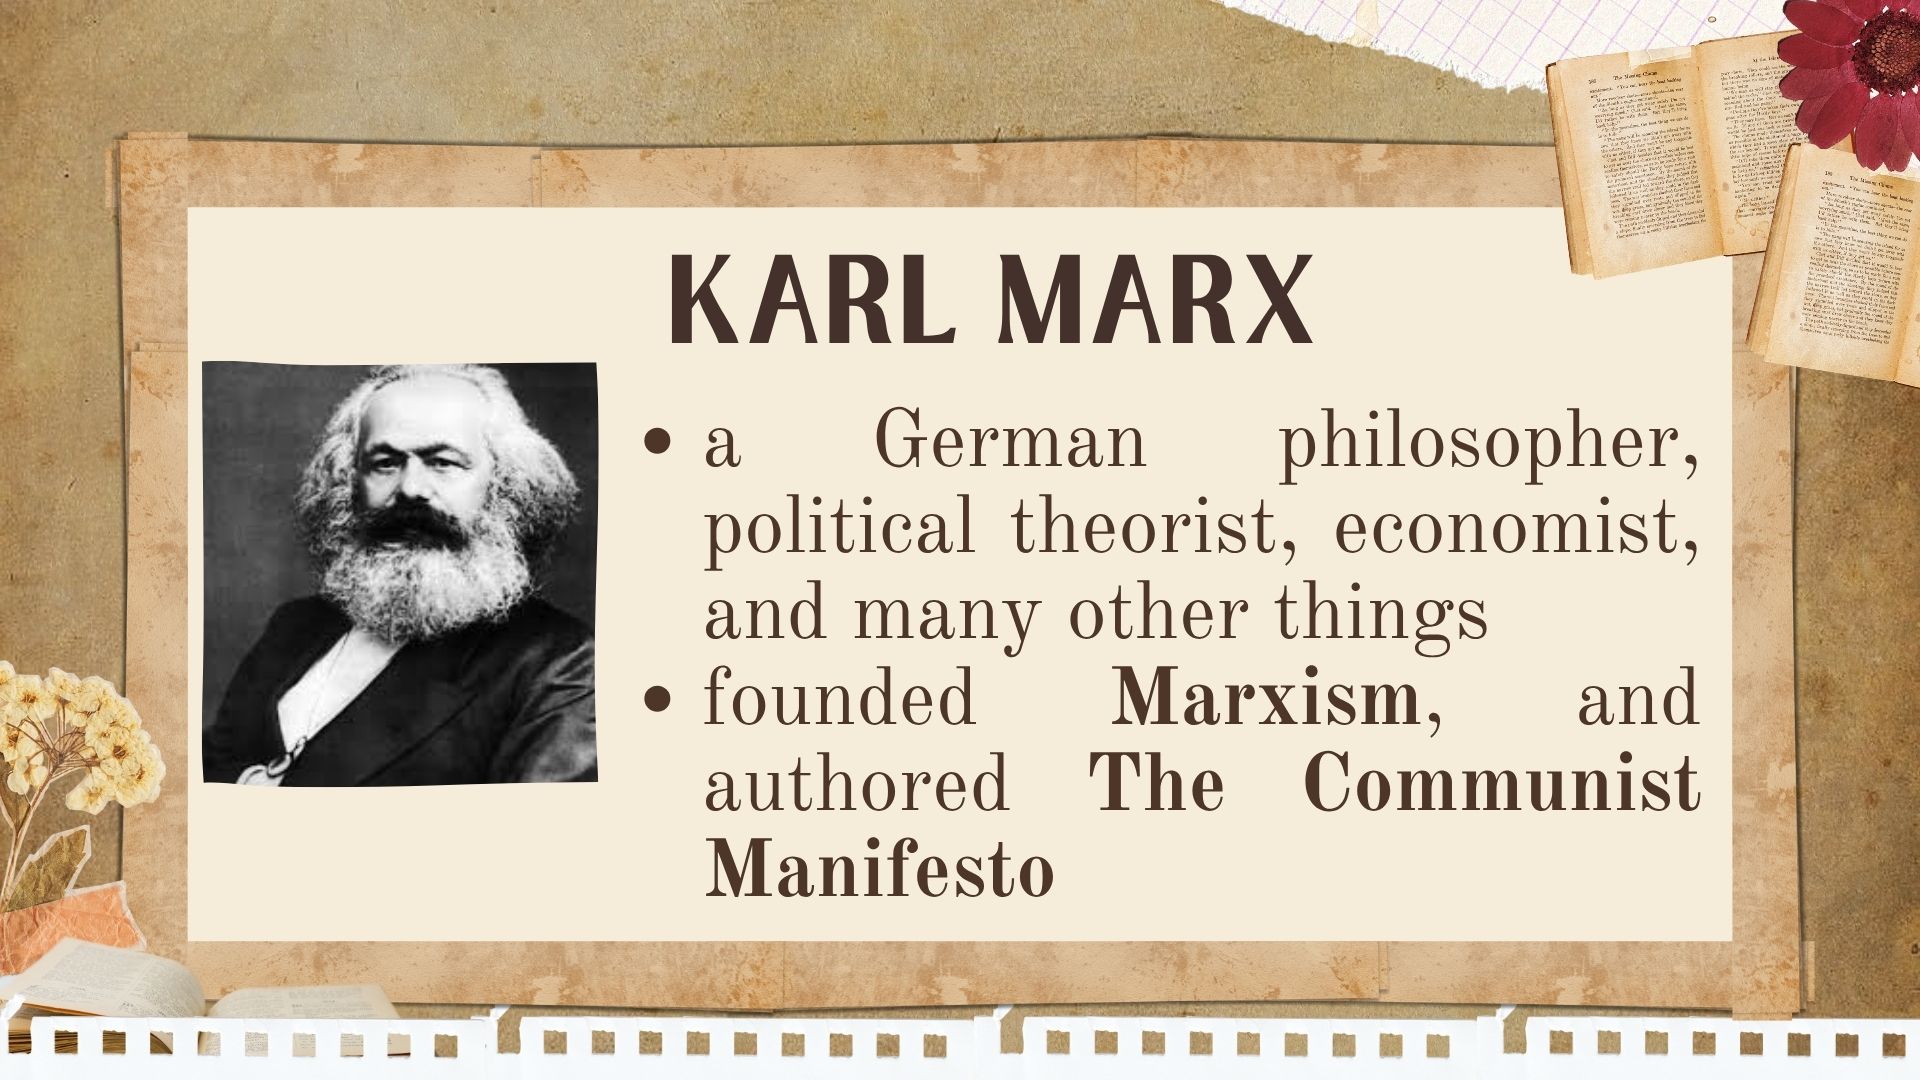 KARL MARX
• a German philosopher,
political theorist, economist,
and many other things
• founded Marxism, and
authored The Communist
Manifesto